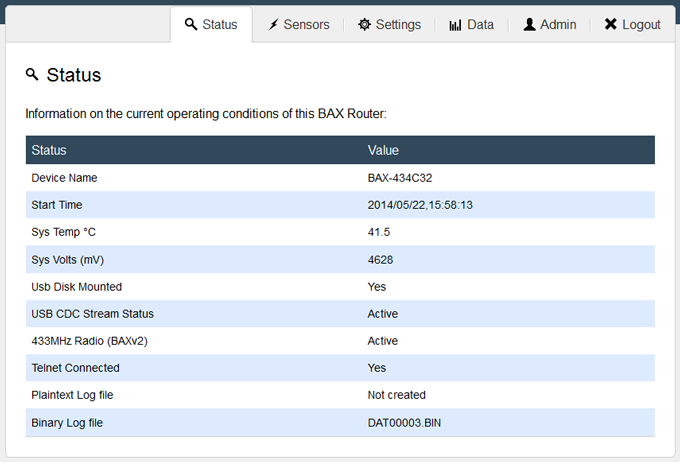 Status Sensors Settings Data Admin Logout
Status
Information on the current operating conditions of this BAX Router:
Status Value
Device Name BAX-434C32
Start Time 2014/05/22,15:58:13
Sys Temp °C 41.5
Sys Volts (mV) 4628
Usb Disk Mounted Yes
USB CDC Stream Status Active
433MHz Radio (BAXv2) Active
Telnet Connected Yes
Plaintext Log file Not created
Binary Log file DAT00003.BIN